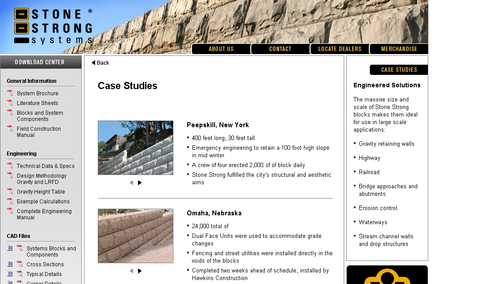 STONE
STRONG
systems
ABOUT US
CONTACT
LOCATE DEALERS
MERCHANDISE
DOWNLOAD CENTER
General Information
System Brochure
Literature Sheets
Blocks and System
Components
Field Construction
Manual
Engineering
Technical Data & Specs
Design Methodology
Gravity and LRFD
Gravity Height Table
Example Calculations
Complete Engineering
Manual
CAD Files
Systems Blocks and
Components
Cross Sections
Typical Details
Corner Details
Back
Case Studies
Peepskill, New York
• 400 feet long, 30 feet tall
• Emergency engineering to retain a 100 foot high slope
in mid winter
• A crew of four erected 2,000 sf of block daily
• Stone Strong fulfilled the city's structural and aesthetic
aims
Omaha, Nebraska
• 24,000 total sf
• Dual Face Units were used to accommodate grade
changes
• Fencing and street utilities were installed directly in the
voids of the blocks
• Completed two weeks ahead of schedule, installed by
Hawkins Construction
CASE STUDIES
Engineered Solutions
The massive size and
scale of Stone Strong
blocks makes them ideal
for use in large scale
applications:
• Gravity retaining walls
• Highway
• Railroad
• Bridge approaches and
abutments
• Erosion control
• Waterways
• Stream channel walls
and drop structures